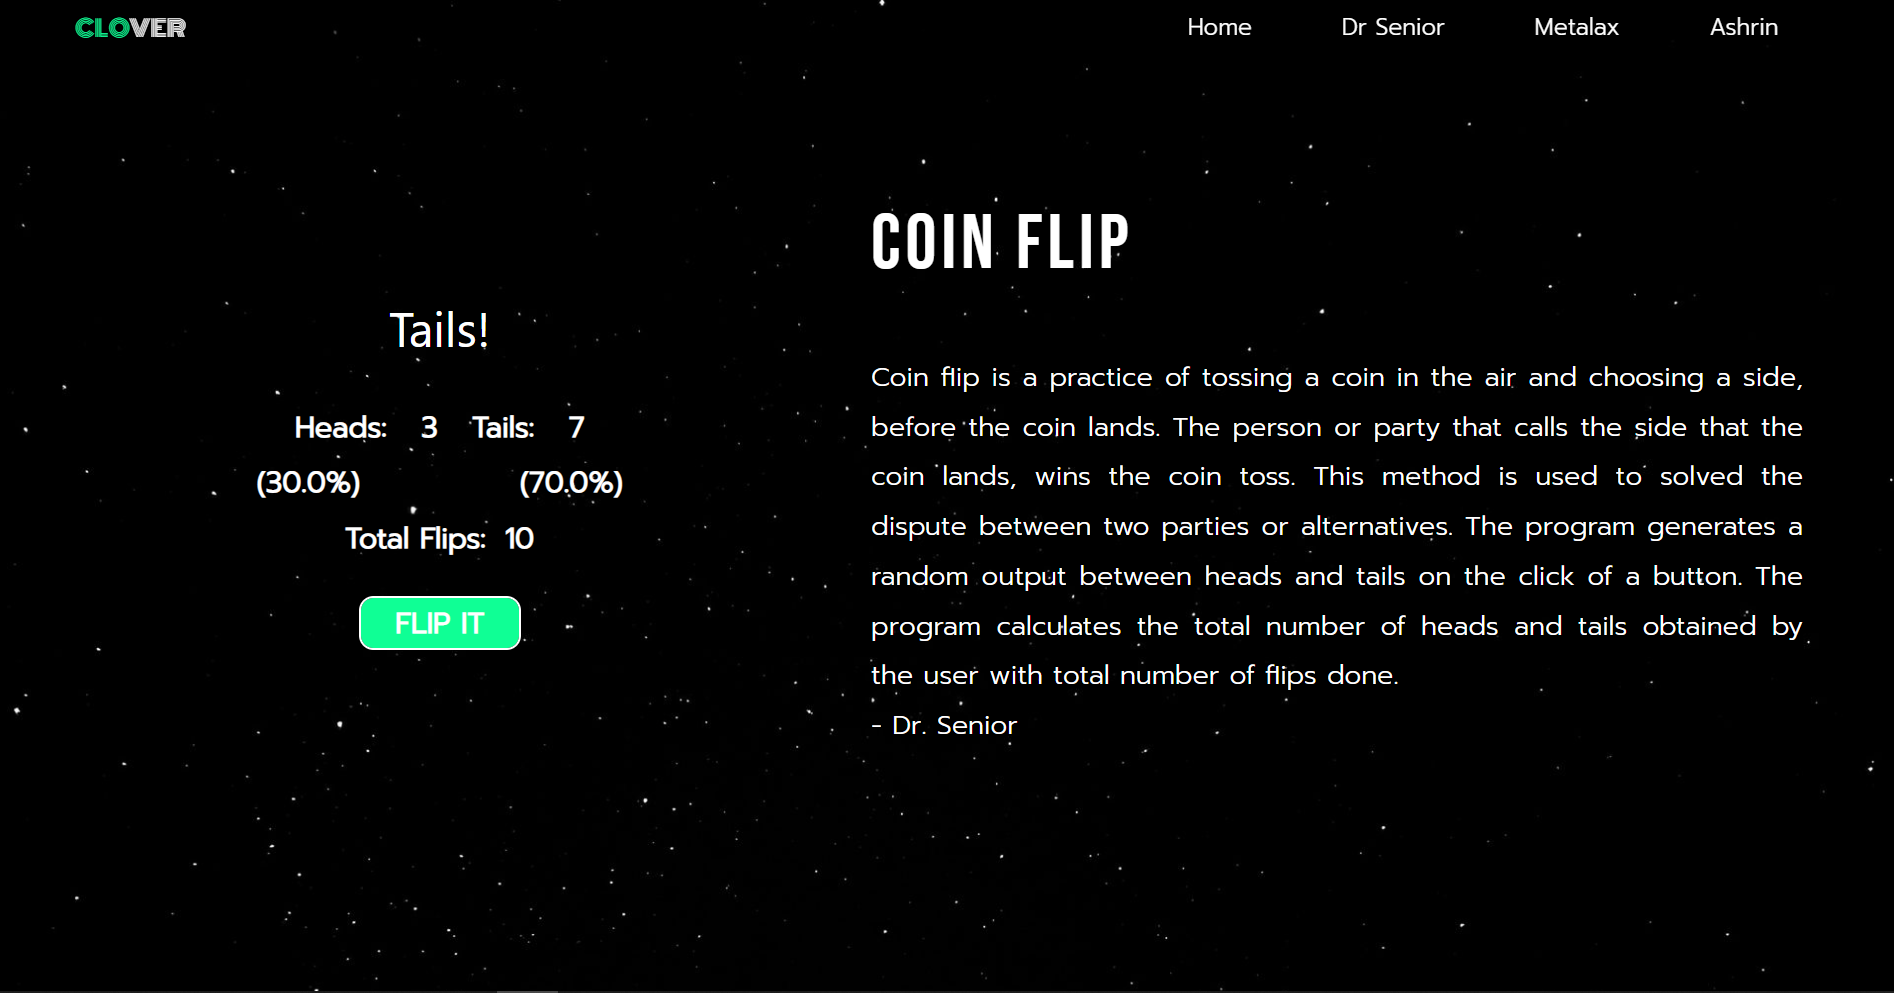 CLOVER
Home Dr Senior Metalax Ashrin
Tails!
Heads: 3 Tails: 7
(30.0%) (70.0%)
Total Flips: 10
FLIP IT
COIN FLIP
Coin flip is a practice of tossing a coin in the air and choosing a side,
before the coin lands. The person or party that calls the side that the
coin lands, wins the coin toss. This method is used to solved the
dispute between two parties or alternatives. The program generates a
random output between heads and tails on the click of a button. The
program calculates the total number of heads and tails obtained by
the user with total number of flips done.
- Dr. Senior